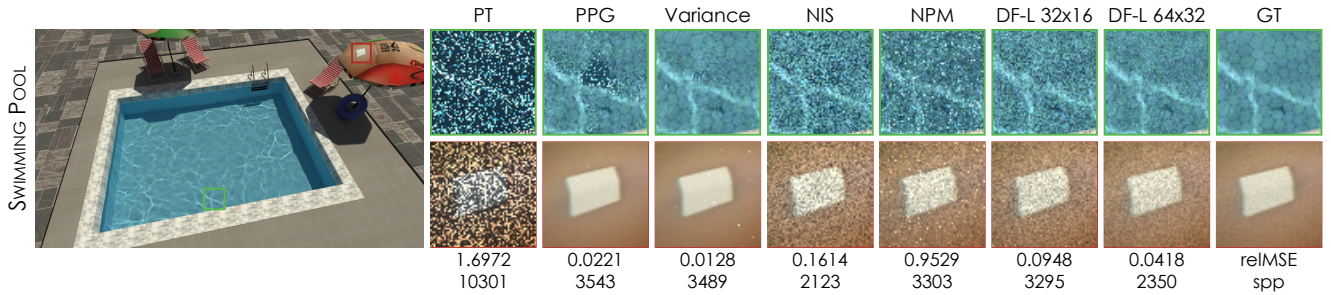 PT PPG Variance NIS NPM DF-L 32x16 DF-L 64x32 GT
SWIMMING POOL
1.6972 0.0221 0.0128 0.1614 0.9529 0.0948 0.0418 relMSE
10301 3543 3489 2123 3303 3295 2350 spp